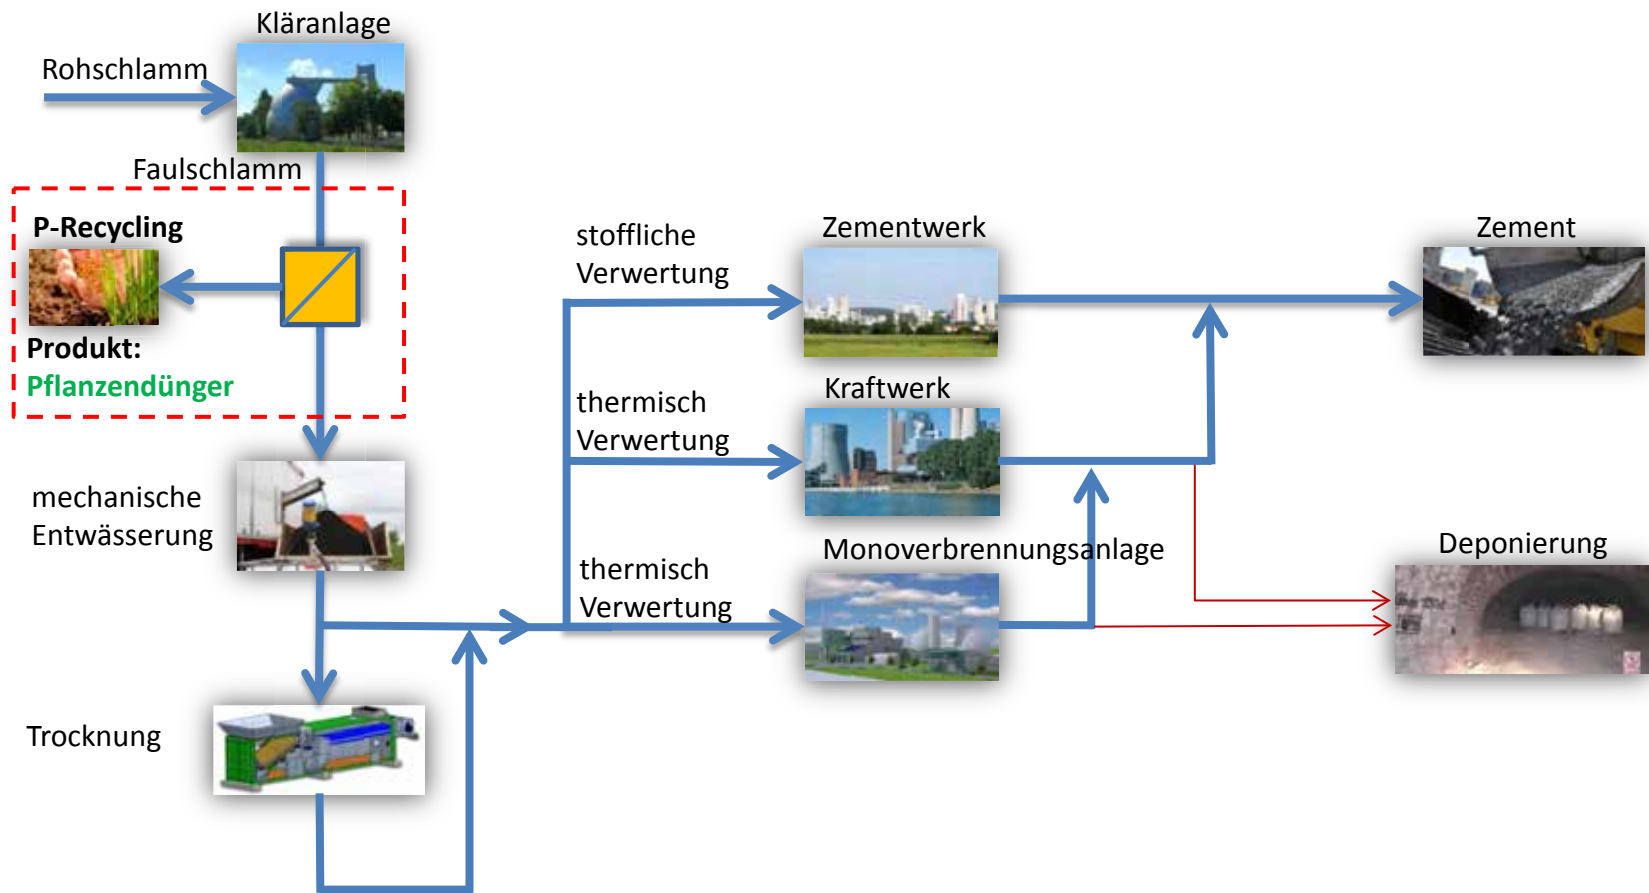 Kläranlage
Rohschlamm
Faulschlamm
P-Recycling
Produkt:
Pflanzendünger
mechanische
Entwässerung
Trocknung
stoffliche
Verwertung
thermisch
Verwertung
thermisch
Verwertung
Zementwerk
Kraftwerk
Monoverbrennungsanlage
Zement
Deponierung